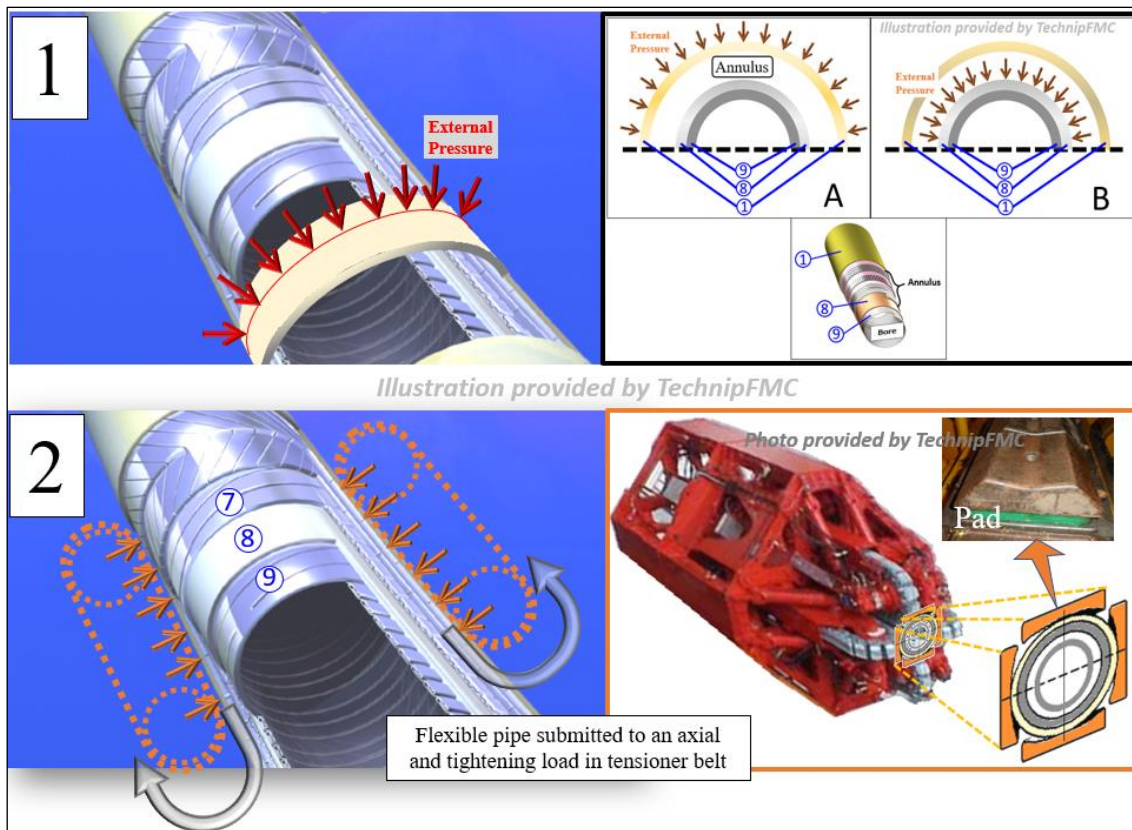 1
External
Pressure
Illustration provided by TechnipFMC
External
Pressure
Annulus
9
8
1
A
External
Pressure
9
8
1
B
1
8
9
Annulus
Bore
Illustration provided by TechnipFMC
2
7
8
9
Photo provided by TechnipFMC
Pad
Flexible pipe submitted to an axial
and tightening load in tensioner belt